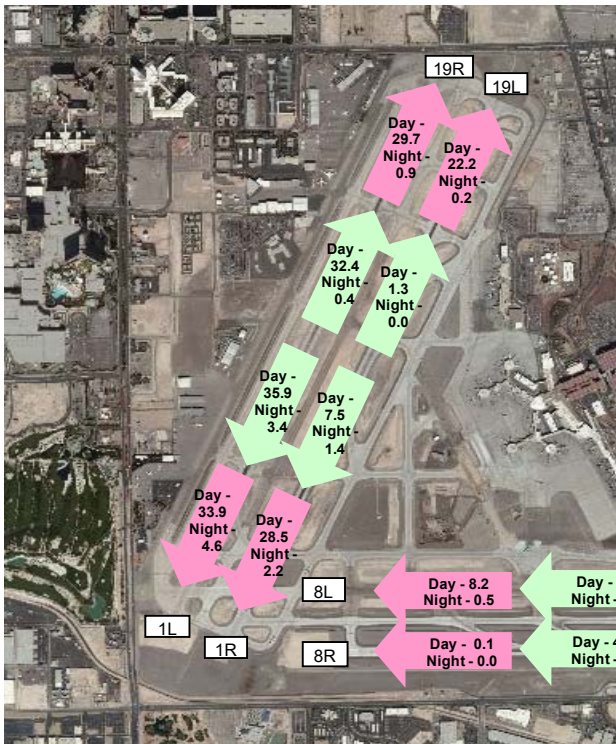 19R
19L
Day -
29.7
Night -
0.9
Day -
22.2
Night -
0.2
Day -
32.4
Night -
0.4
Day -
1.3
Night -
0.0
Day -
35.9
Night -
3.4
Day -
7.5
Night -
1.4
Day -
33.9
Night -
4.6
Day -
28.5
Night -
2.2
8L
Day - 8.2
Night - 0.5
Day -
Night -
1L
1R
8R
Day - 0.1
Night - 0.0
Day - 4
Night -